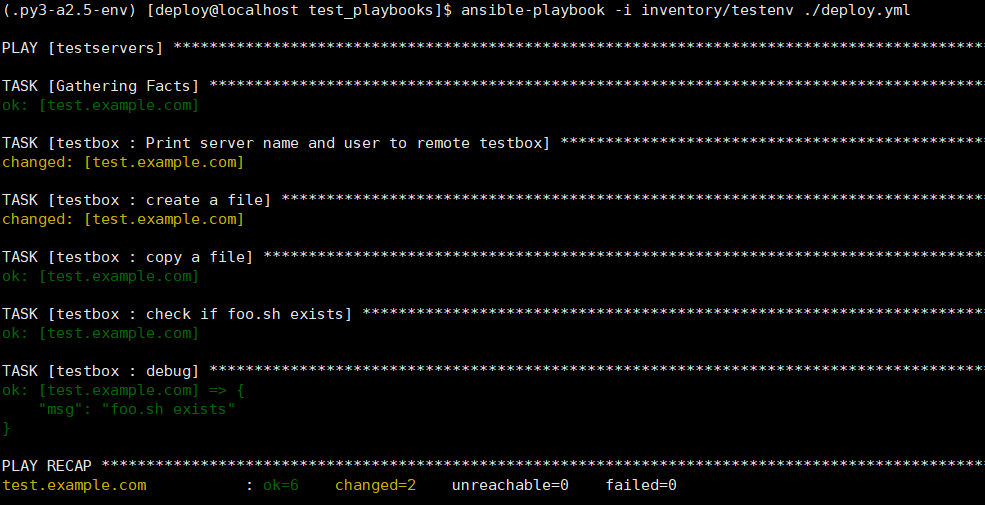 (.py3-a2.5-env) [deploy@localhost test_playbooks]$ ansible-playbook -i inventory/testenv ./deploy.yml
PLAY [testservers] ******************************************************************************************
TASK [Gathering Facts] **************************************************************************************
ok: [test.example.com]
TASK [testbox : Print server name and user to remote testbox] ***********************************************
changed: [test.example.com]
TASK [testbox : create a file] ******************************************************************************
changed: [test.example.com]
TASK [testbox : copy a file] ********************************************************************************
ok: [test.example.com]
TASK [testbox : check if foo.sh exists] *********************************************************************
ok: [test.example.com]
TASK [testbox : debug] **************************************************************************************
ok: [test.example.com] => {
    "msg": "foo.sh exists"
}
PLAY RECAP **************************************************************************************************
test.example.com           : ok=6    changed=2    unreachable=0    failed=0